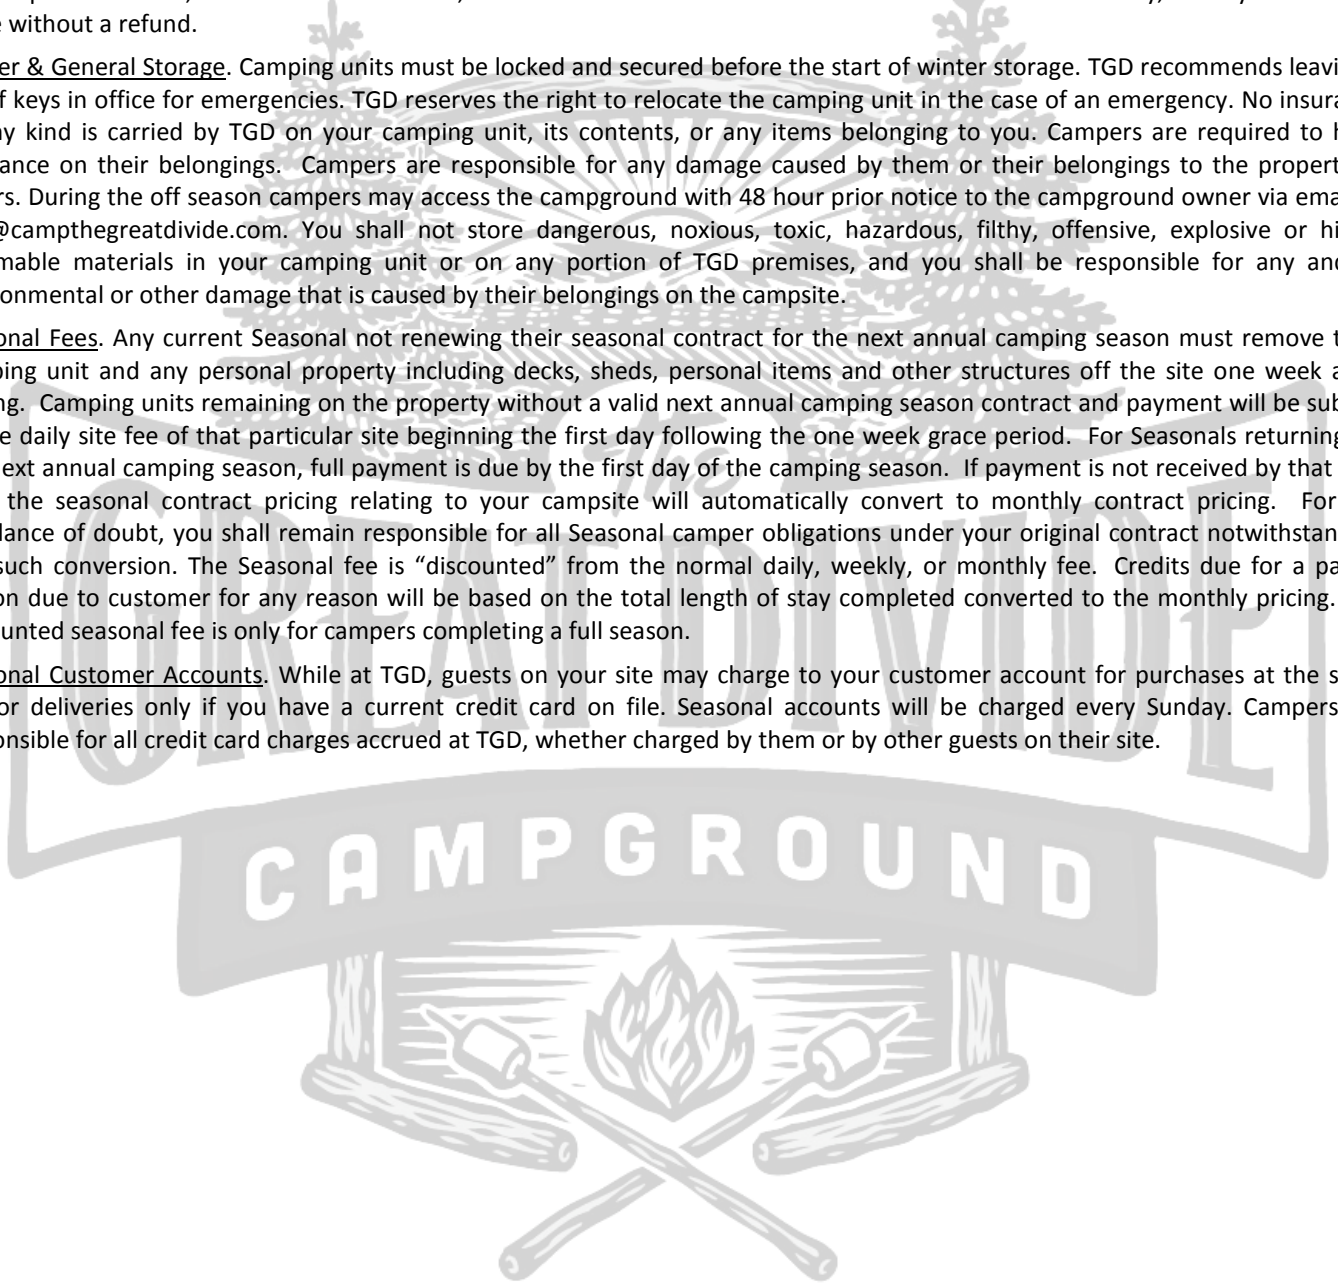 e without a refund.
er & General Storage. Camping units must be locked and secured before the start of winter storage. TGD recommends leavi
f keys in office for emergencies. TGD reserves the right to relocate the camping unit in the case of an emergency. No insura
ny kind is carried by TGD on your camping unit, its contents, or any items belonging to you. Campers are required to h
ance on their belongings. Campers are responsible for any damage caused by them or their belongings to the propert
rs. During the off season campers may access the campground with 48 hour prior notice to the campground owner via ema
@campthegreatdivide.com. You shall not store dangerous, noxious, toxic, hazardous, filthy, offensive, explosive or hi
mable materials in your camping unit or on any portion of TGD premises, and you shall be responsible for any and
onmental or other damage that is caused by their belongings on the campsite.
onal Fees. Any current Seasonal not renewing their seasonal contract for the next annual camping season must remove t
ping unit and any personal property including decks, sheds, personal items and other structures off the site one week a
ng. Camping units remaining on the property without a valid next annual camping season contract and payment will be sub
e daily site fee of that particular site beginning the first day following the one week grace period. For Seasonals returning
ext annual camping season, full payment is due by the first day of the camping season. If payment is not received by that
the seasonal contract pricing relating to your campsite will automatically convert to monthly contract pricing. For
dance of doubt, you shall remain responsible for all Seasonal camper obligations under your original contract notwithstan
such conversion. The Seasonal fee is “discounted” from the normal daily, weekly, or monthly fee. Credits due for a pa
on due to customer for any reason will be based on the total length of stay completed converted to the monthly pricing.
unted seasonal fee is only for campers completing a full season.
onal Customer Accounts. While at TGD, guests on your site may charge to your customer account for purchases at the s
or deliveries only if you have a current credit card on file. Seasonal accounts will be charged every Sunday. Campers
onsible for all credit card charges accrued at TGD, whether charged by them or by other guests on their site.
The
GREAT DIVIDE
CAMPGROUND